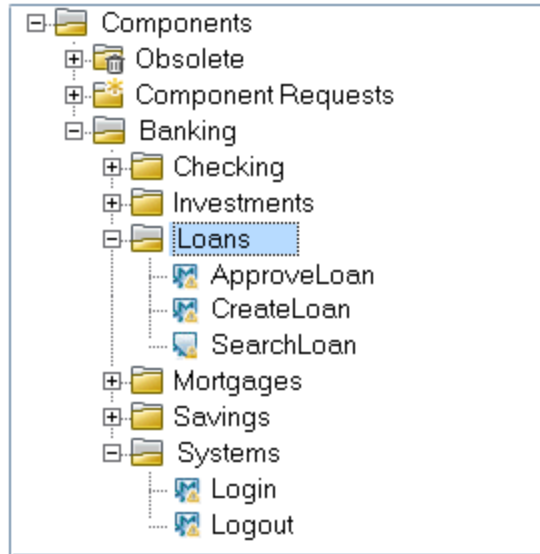 Components
Obsolete
Component Requests
Banking
Checking
Investments
Loans
ApproveLoan
CreateLoan
SearchLoan
Mortgages
Savings
Systems
Login
Logout